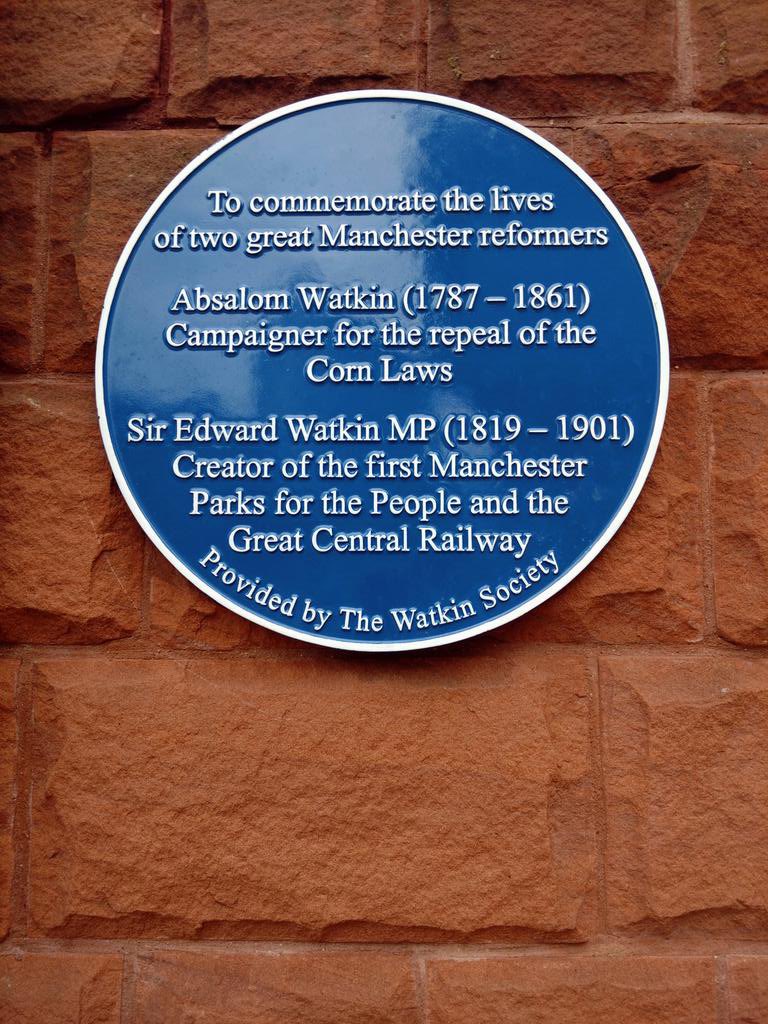 To commemorate the lives
of two great Manchester reformers
Absalom Watkin (1787 – 1861)
Campaigner for the repeal of the
Corn Laws
Sir Edward Watkin MP (1819 – 1901)
Creator of the first Manchester
Parks for the People and the
Great Central Railway
Provided by The Watkin Society